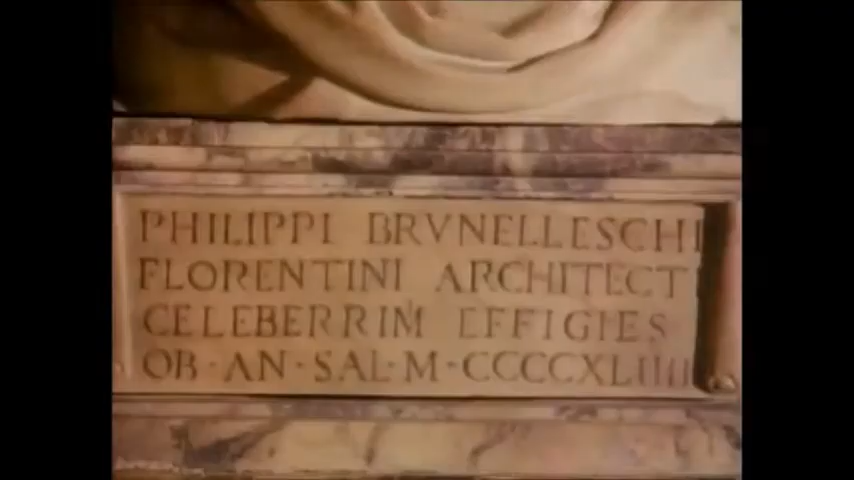 PHILIPPI BRVNELLESCHI
FLORENTINI ARCHITECT
CELEBERRIM EFFIGIES
OB · AN · SAL · M · CCCCXLIIII